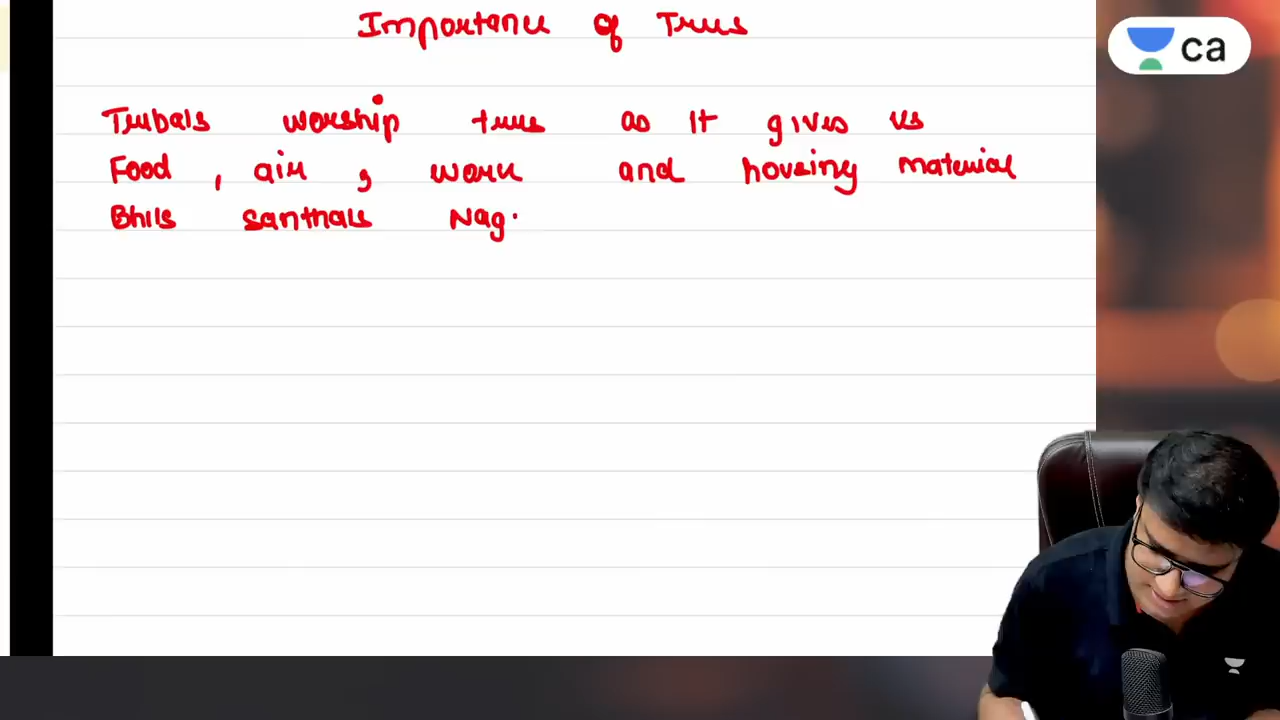 Importance of Trees
ca
Tribals worship trees as it gives us
Food, air, work and housing material
Bhils santhals Nag